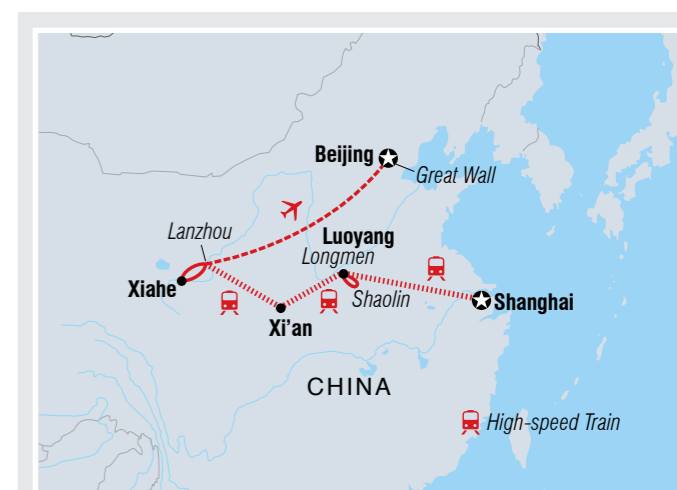 Beijing
Great Wall
Lanzhou
Luoyang
Longmen
Xiahe
Shaolin
Shanghai
Xi'an
CHINA
High-speed Train